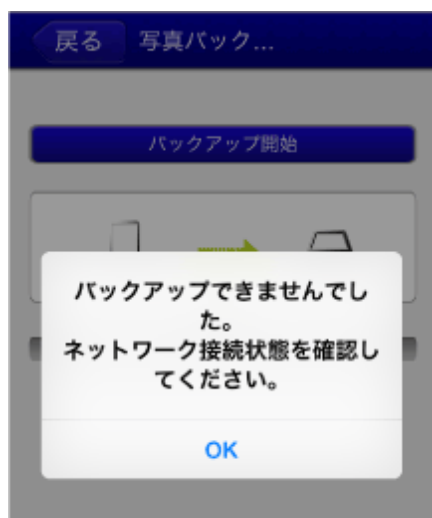 戻る 写真バック...
バックアップ開始
バックアップできませんでし
た。
ネットワーク接続状態を確認し
てください。
OK